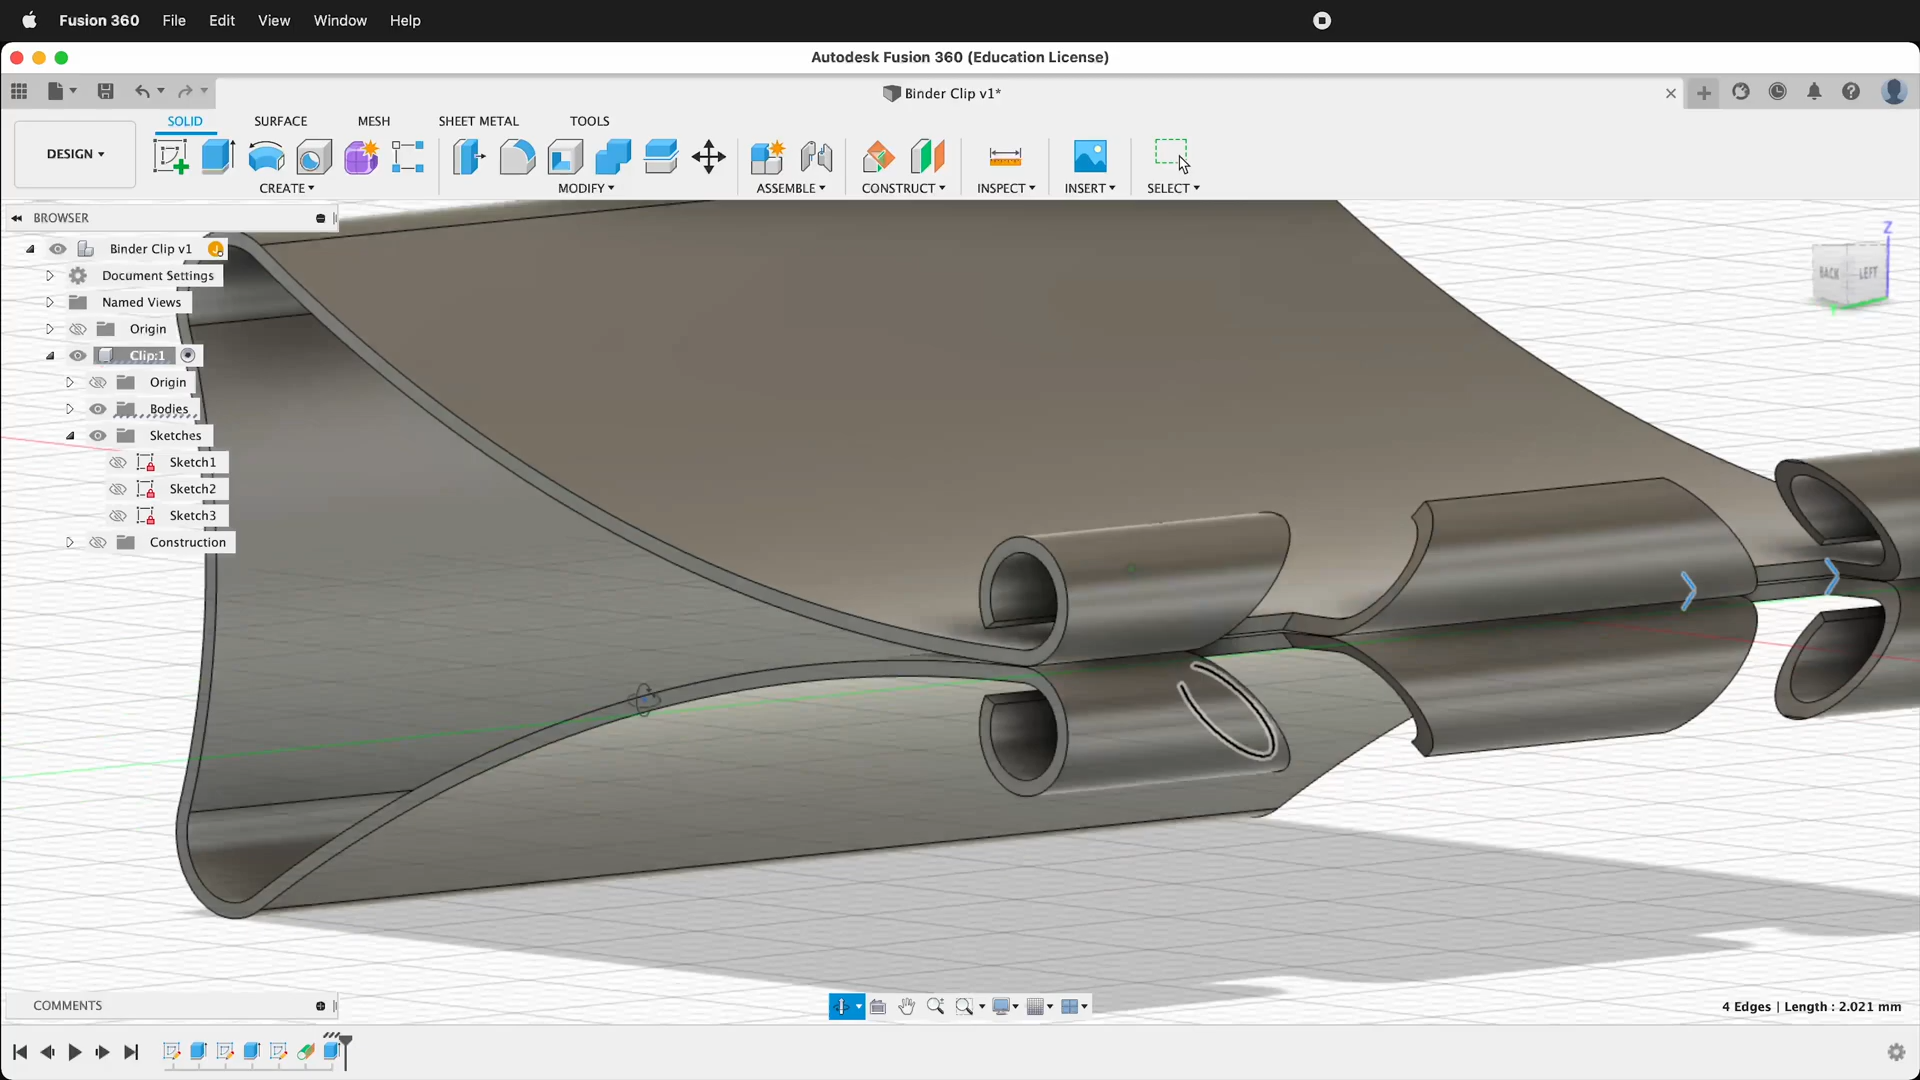 Fusion 360 File Edit View Window Help
Autodesk Fusion 360 (Education License)
Binder Clip v1*
DESIGN
SOLID SURFACE MESH SHEET METAL TOOLS
CREATE MODIFY ASSEMBLE CONSTRUCT INSPECT INSERT SELECT
BROWSER
Binder Clip v1
Document Settings
Named Views
Origin
Clip:1
Origin
Bodies
Sketches
Sketch1
Sketch2
Sketch3
Construction
Z
BACK LEFT
Y
COMMENTS
4 Edges | Length : 2.021 mm